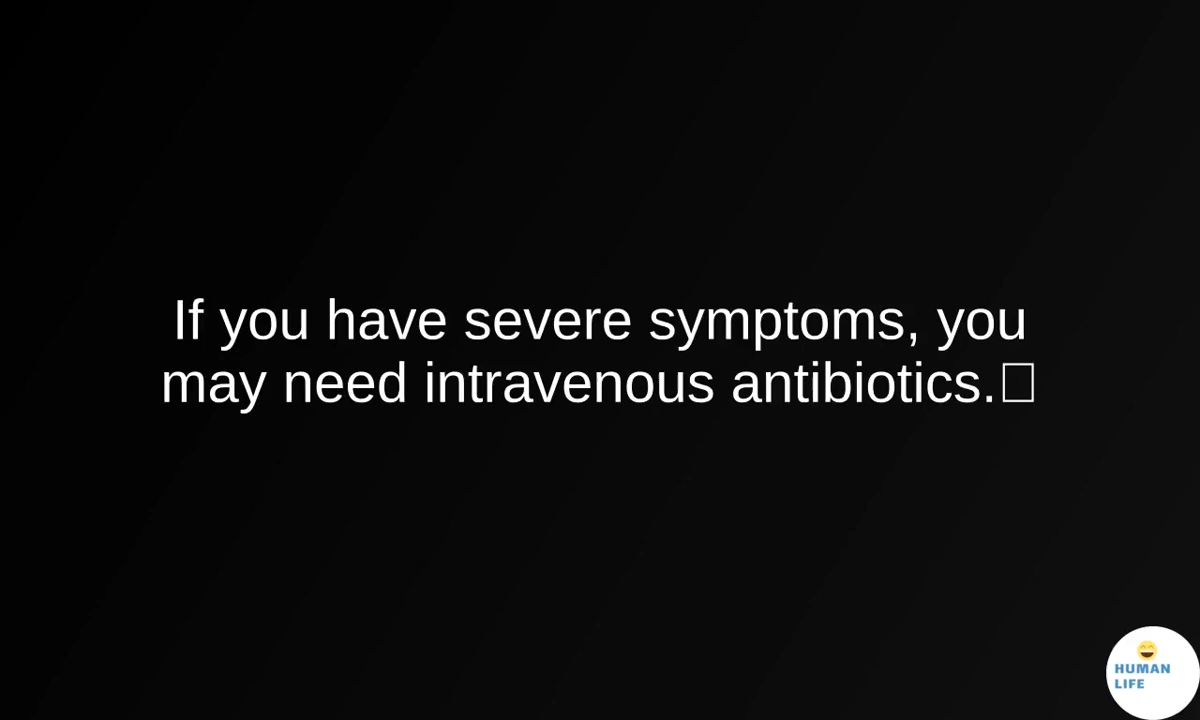 If you have severe symptoms, you
may need intravenous antibiotics.
HUMAN
LIFE